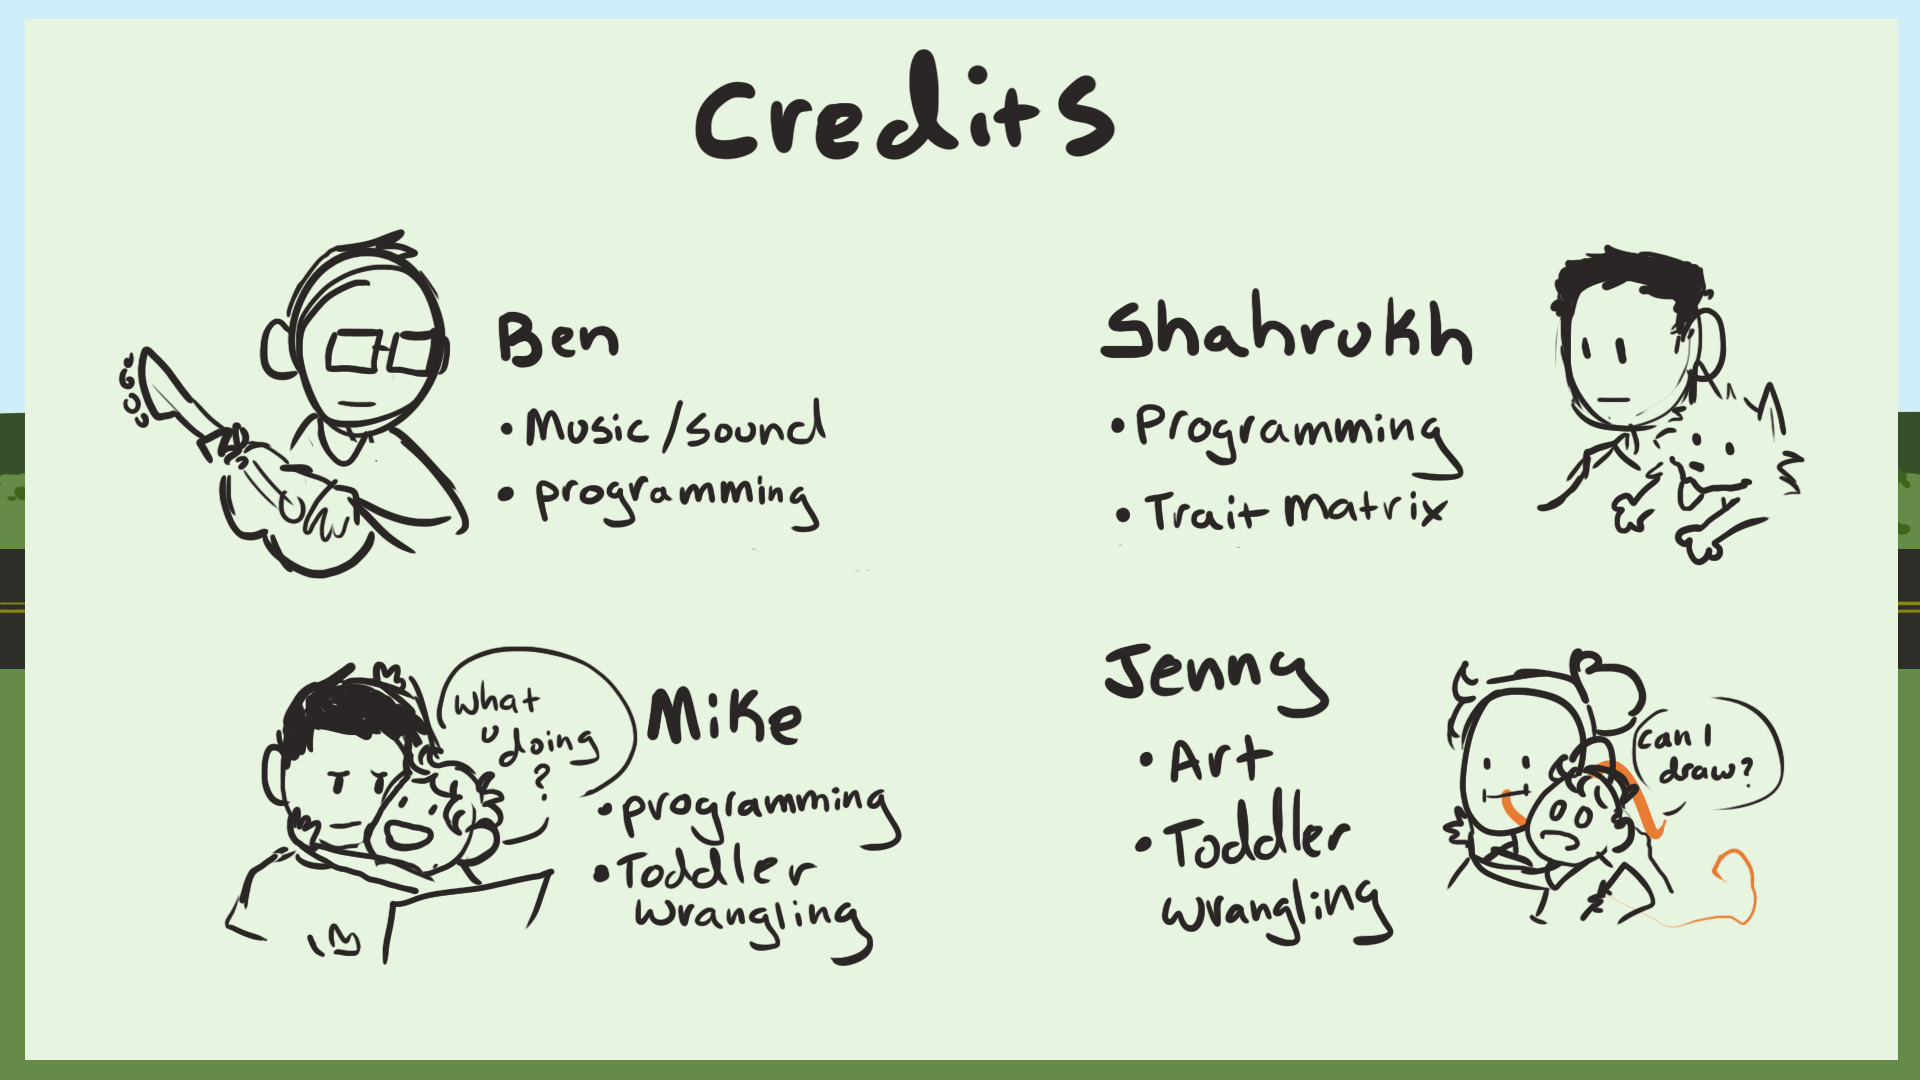 Credits
Ben
• Music/sound
• programming
Shahrukh
• Programming
• Trait Matrix
what
u doing
?
Mike
• programming
• Toddler
wrangling
Jenny
• Art
• Toddler
wrangling
can I
draw?